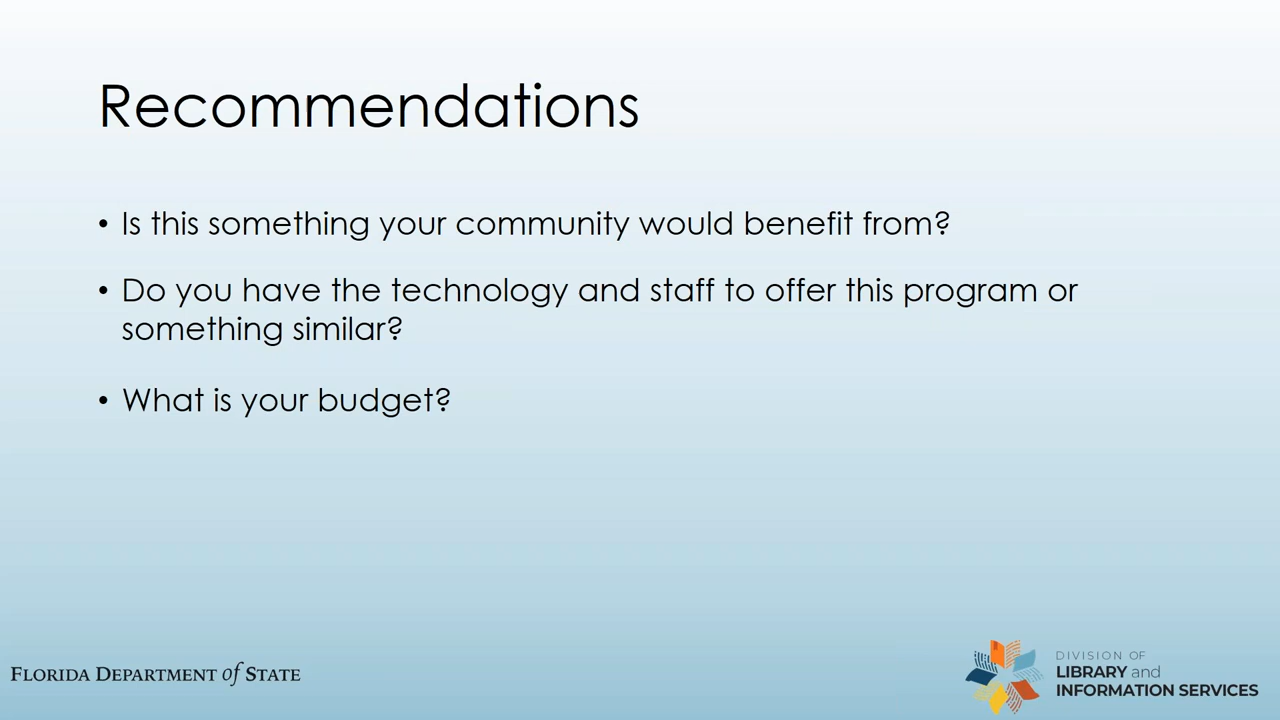 Recommendations
• Is this something your community would benefit from?
• Do you have the technology and staff to offer this program or
something similar?
• What is your budget?
FLORIDA DEPARTMENT of STATE
DIVISION OF
LIBRARY and
INFORMATION SERVICES